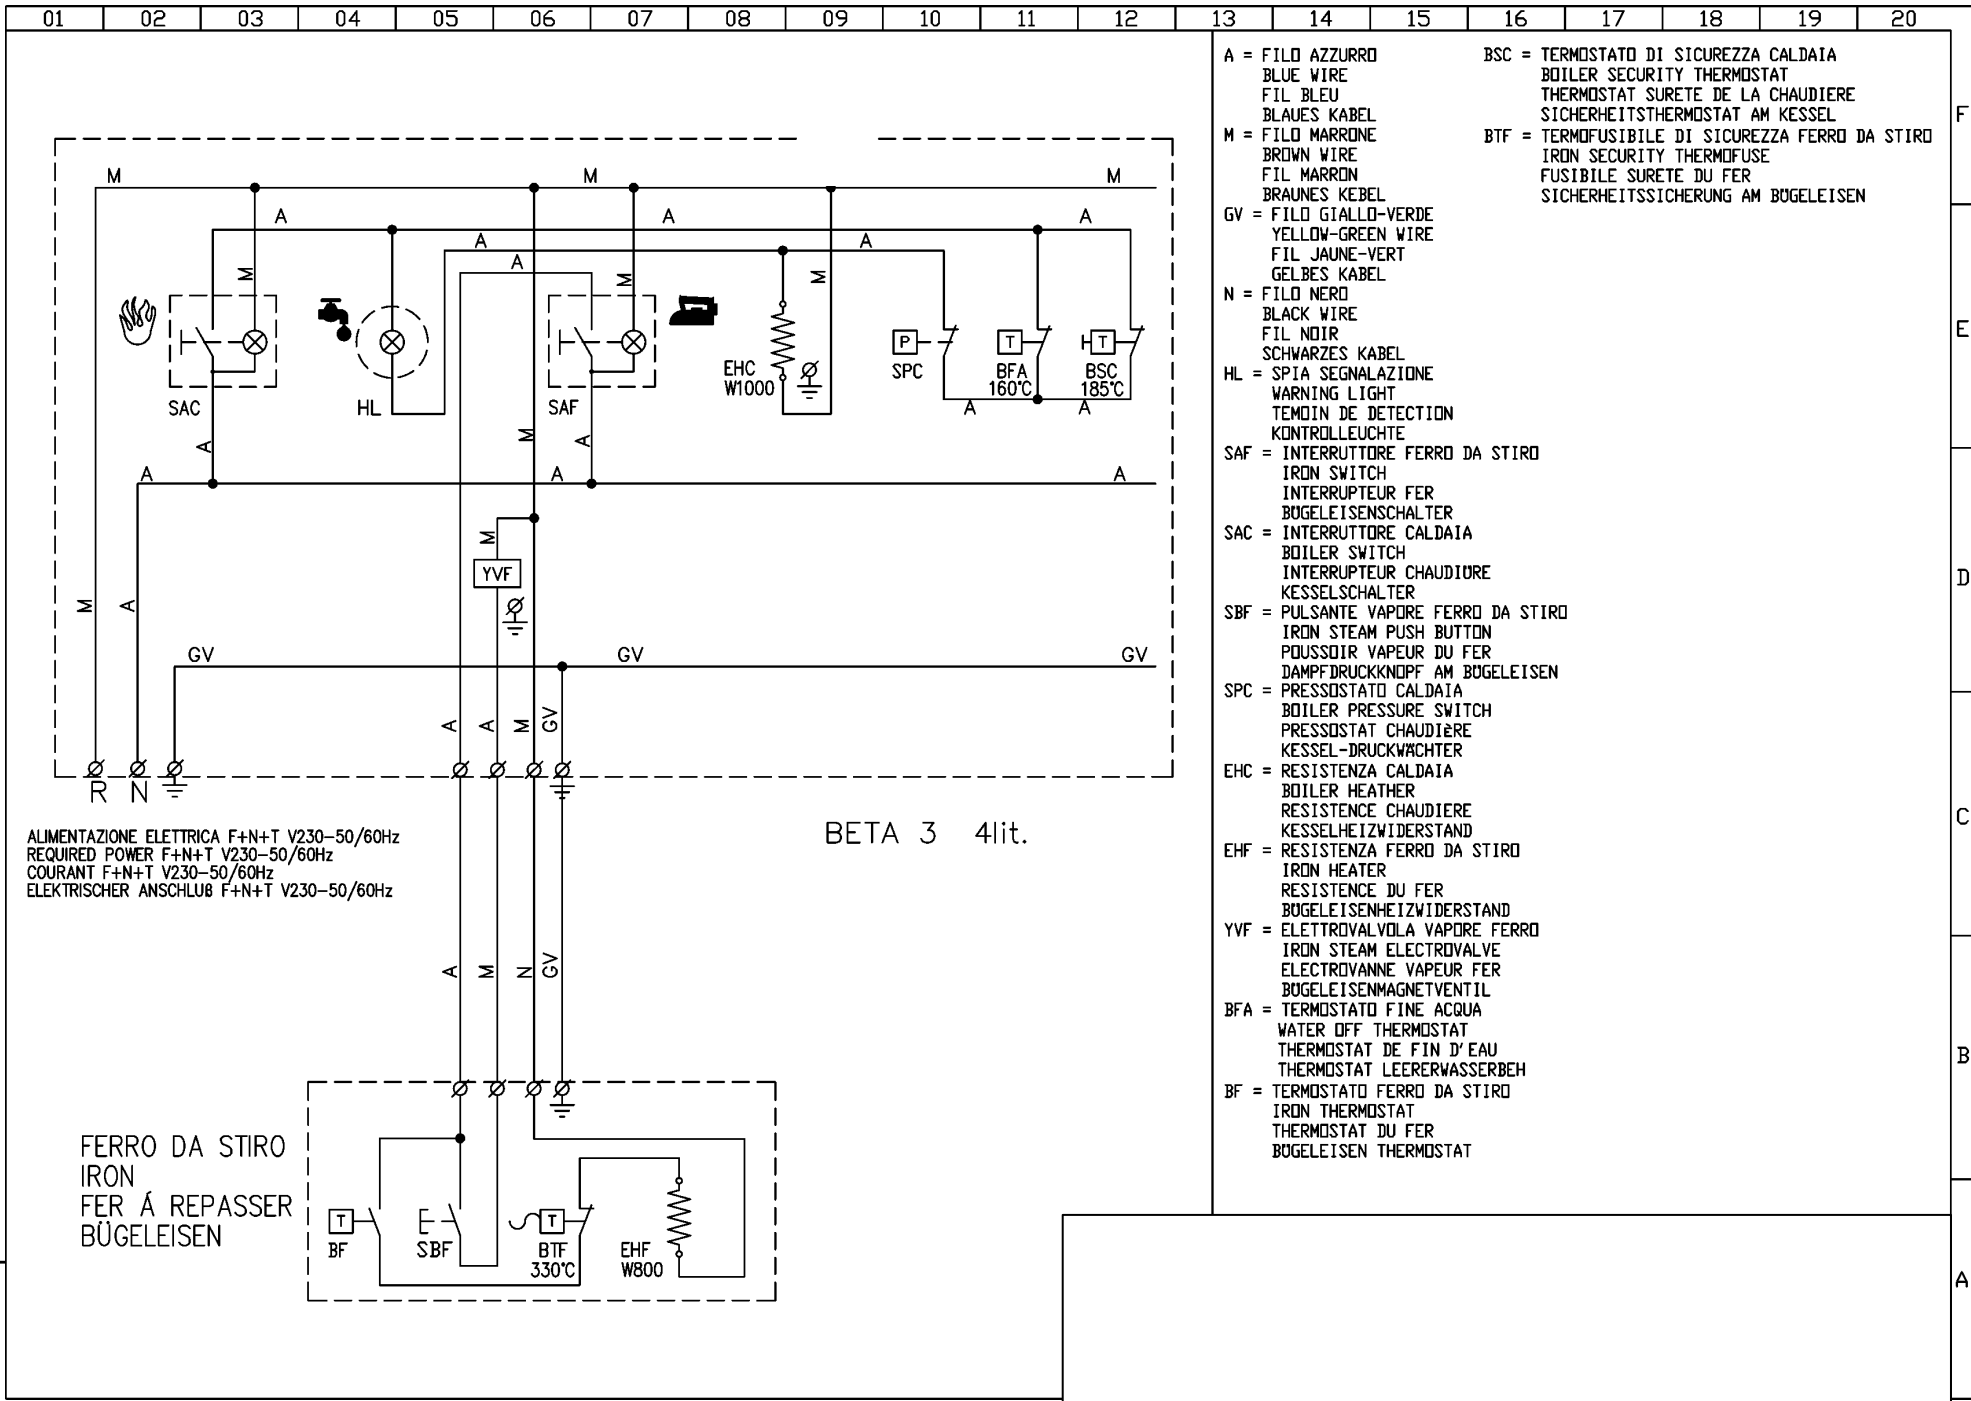 01 02 03 04 05 06 07 08 09 10 11 12 13 14 15 16 17 18 19 20
F
E
D
C
B
A
M M M
A A A
A A
A
M M M
SAC
HL
SAF
EHC
W1000
P
SPC
T
BFA
160°C
T
BSC
185°C
A A
A M A
A A A
M
YVF
M A
GV GV GV
A A M GV
R N
ALIMENTAZIONE ELETTRICA F+N+T V230-50/60Hz
REQUIRED POWER F+N+T V230-50/60Hz
COURANT F+N+T V230-50/60Hz
ELEKTRISCHER ANSCHLUß F+N+T V230-50/60Hz
BETA 3 4lit.
A M N GV
FERRO DA STIRO
IRON
FER Á REPASSER
BÜGELEISEN
T
BF
SBF
T
BTF
330°C
EHF
W800
A = FILO AZZURRO
BLUE WIRE
FIL BLEU
BLAUES KABEL
M = FILO MARRONE
BROWN WIRE
FIL MARRON
BRAUNES KEBEL
GV = FILO GIALLO-VERDE
YELLOW-GREEN WIRE
FIL JAUNE-VERT
GELBES KABEL
N = FILO NERO
BLACK WIRE
FIL NOIR
SCHWARZES KABEL
HL = SPIA SEGNALAZIONE
WARNING LIGHT
TEMOIN DE DETECTION
KONTROLLEUCHTE
SAF = INTERRUTTORE FERRO DA STIRO
IRON SWITCH
INTERRUPTEUR FER
BÜGELEISENSCHALTER
SAC = INTERRUTTORE CALDAIA
BOILER SWITCH
INTERRUPTEUR CHAUDIÜRE
KESSELSCHALTER
SBF = PULSANTE VAPORE FERRO DA STIRO
IRON STEAM PUSH BUTTON
POUSSOIR VAPEUR DU FER
DAMPFDRUCKKNOPF AM BÜGELEISEN
SPC = PRESSOSTATO CALDAIA
BOILER PRESSURE SWITCH
PRESSOSTAT CHAUDIèRE
KESSEL-DRUCKWÄCHTER
EHC = RESISTENZA CALDAIA
BOILER HEATHER
RESISTENCE CHAUDIERE
KESSELHEIZWIDERSTAND
EHF = RESISTENZA FERRO DA STIRO
IRON HEATER
RESISTENCE DU FER
BÜGELEISENHEIZWIDERSTAND
YVF = ELETTROVALVOLA VAPORE FERRO
IRON STEAM ELECTROVALVE
ELECTROVANNE VAPEUR FER
BÜGELEISENMAGNETVENTIL
BFA = TERMOSTATO FINE ACQUA
WATER OFF THERMOSTAT
THERMOSTAT DE FIN D'EAU
THERMOSTAT LEERERWASSERBEH
BF = TERMOSTATO FERRO DA STIRO
IRON THERMOSTAT
THERMOSTAT DU FER
BÜGELEISEN THERMOSTAT
BSC = TERMOSTATO DI SICUREZZA CALDAIA
BOILER SECURITY THERMOSTAT
THERMOSTAT SURETE DE LA CHAUDIERE
SICHERHEITSTHERMOSTAT AM KESSEL
BTF = TERMOFUSIBILE DI SICUREZZA FERRO DA STIRO
IRON SECURITY THERMOFUSE
FUSIBILE SURETE DU FER
SICHERHEITSSICHERUNG AM BÜGELEISEN